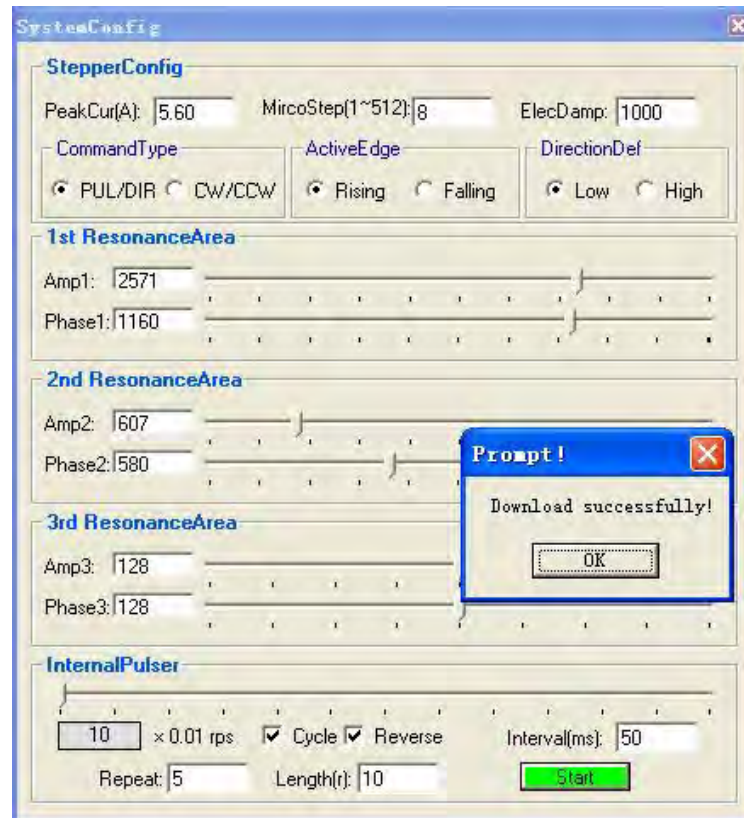 SystemConfig
StepperConfig
PeakCur(A): 5.60 MircoStep(1~512): 8 ElecDamp: 1000
CommandType ActiveEdge DirectionDef
PUL/DIR CW/CCW Rising Falling Low High
1st ResonanceArea
Amp1: 2571
Phase1: 1160
2nd ResonanceArea
Amp2: 607
Phase2: 580
Prompt!
Download successfully!
OK
3rd ResonanceArea
Amp3: 128
Phase3: 128
InternalPulser
10 × 0.01 rps Cycle Reverse Interval(ms): 50
Repeat: 5 Length(r): 10 Start